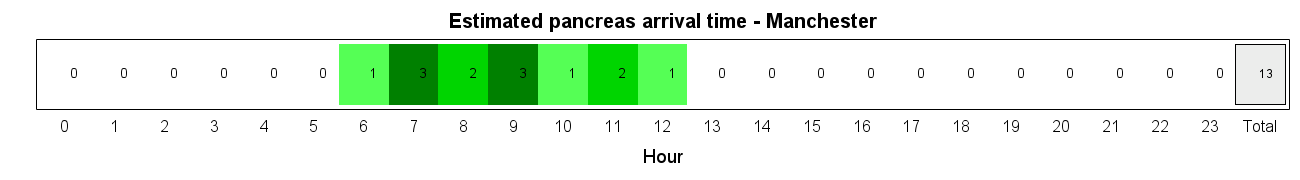 Estimated pancreas arrival time - Manchester
0 0 0 0 0 0 1 3 2 3 1 2 1 0 0 0 0 0 0 0 0 0 0 0 13
0 1 2 3 4 5 6 7 8 9 10 11 12 13 14 15 16 17 18 19 20 21 22 23 Total
Hour